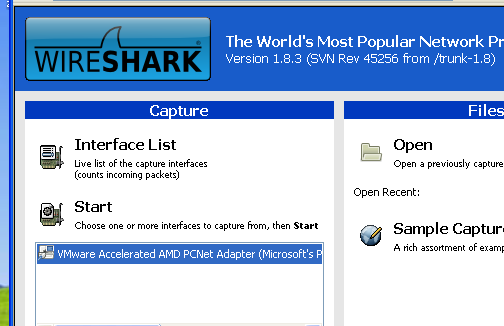 WIRESHARK
The World's Most Popular Network Pr
Version 1.8.3 (SVN Rev 45256 from /trunk-1.8)
Capture
Interface List
Live list of the capture interfaces
(counts incoming packets)
Start
Choose one or more interfaces to capture from, then Start
VMware Accelerated AMD PCNet Adapter (Microsoft's P
Files
Open
Open a previously capture
Open Recent:
Sample Captur
A rich assortment of examp